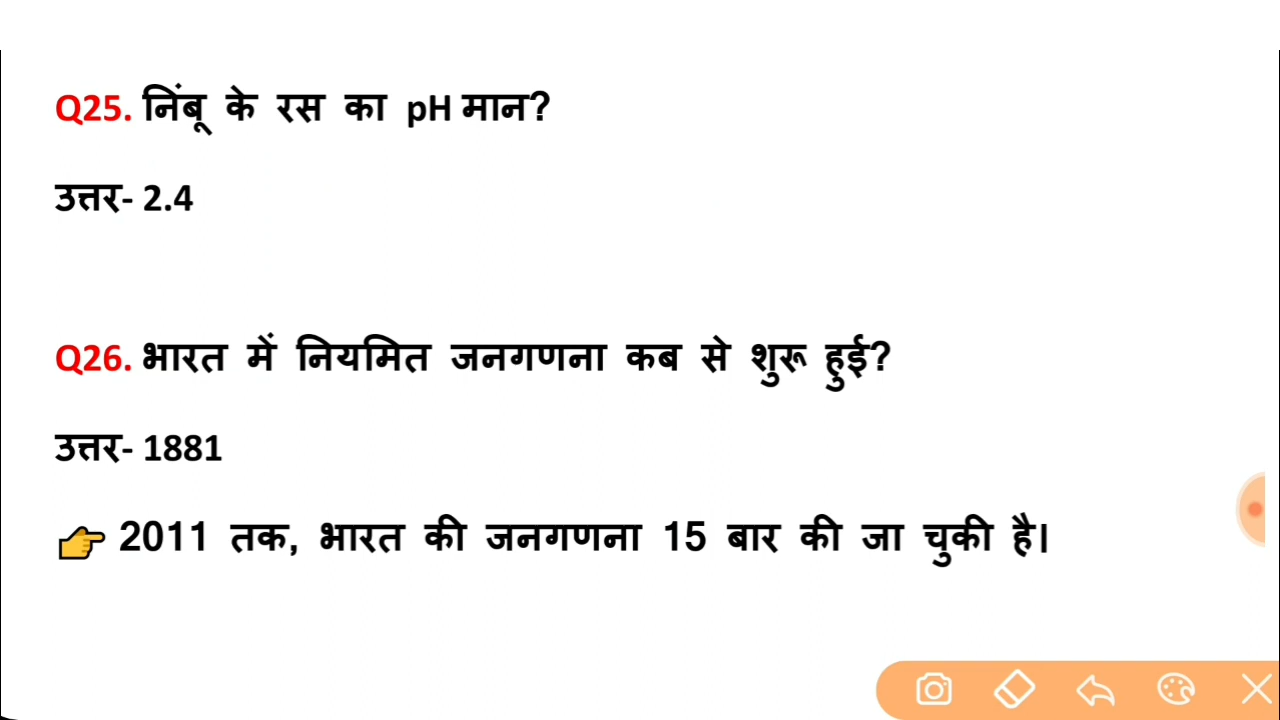 Q25. निंबू के रस का pH मान?
उत्तर- 2.4
Q26. भारत में नियमित जनगणना कब से शुरू हुई?
उत्तर- 1881
👉 2011 तक, भारत की जनगणना 15 बार की जा चुकी है।